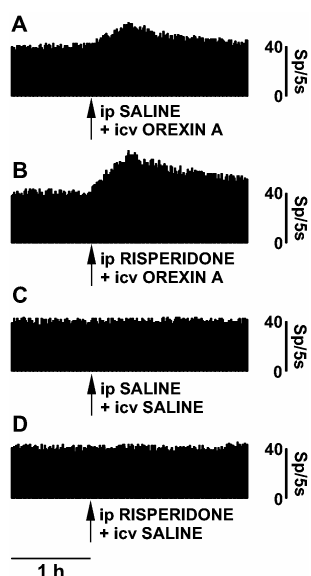 A
40
Sp/5s
0
ip SALINE
+ icv OREXIN A
B
40
Sp/5s
0
ip RISPERIDONE
+ icv OREXIN A
C
40
Sp/5s
0
ip SALINE
+ icv SALINE
D
40
Sp/5s
0
ip RISPERIDONE
+ icv SALINE
1 h